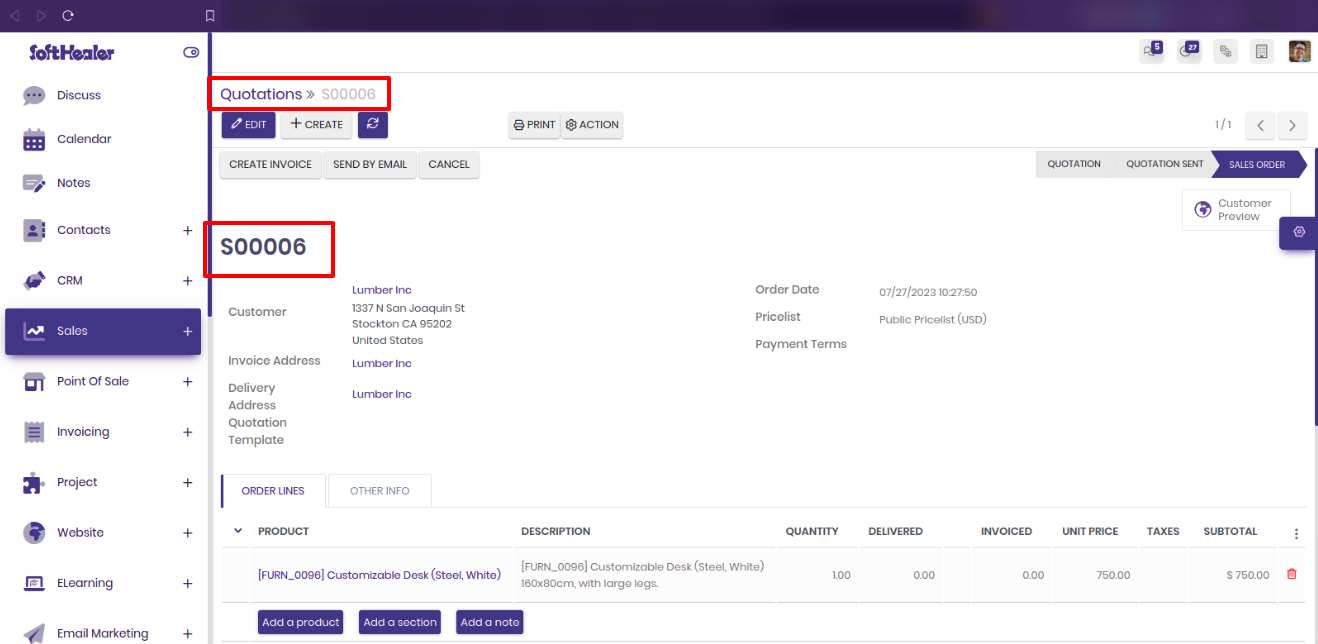 SoftHealer
Discuss
Calendar
Notes
Contacts +
CRM +
Sales +
Point Of Sale +
Invoicing +
Project +
Website +
ELearning +
Email Marketing +
5 27
Quotations » S00006
EDIT + CREATE PRINT ACTION 1 / 1
CREATE INVOICE SEND BY EMAIL CANCEL QUOTATION QUOTATION SENT SALES ORDER
Customer
Preview
S00006
Customer
Lumber Inc
1337 N San Joaquin St
Stockton CA 95202
United States
Invoice Address Lumber Inc
Delivery
Address
Lumber Inc
Quotation
Template
Order Date 07/27/2023 10:27:50
Pricelist Public Pricelist (USD)
Payment Terms
ORDER LINES OTHER INFO
PRODUCT DESCRIPTION QUANTITY DELIVERED INVOICED UNIT PRICE TAXES SUBTOTAL
[FURN_0096] Customizable Desk (Steel, White) [FURN_0096] Customizable Desk (Steel, White)
160x80cm, with large legs.
1.00 0.00 0.00 750.00 $ 750.00
Add a product Add a section Add a note